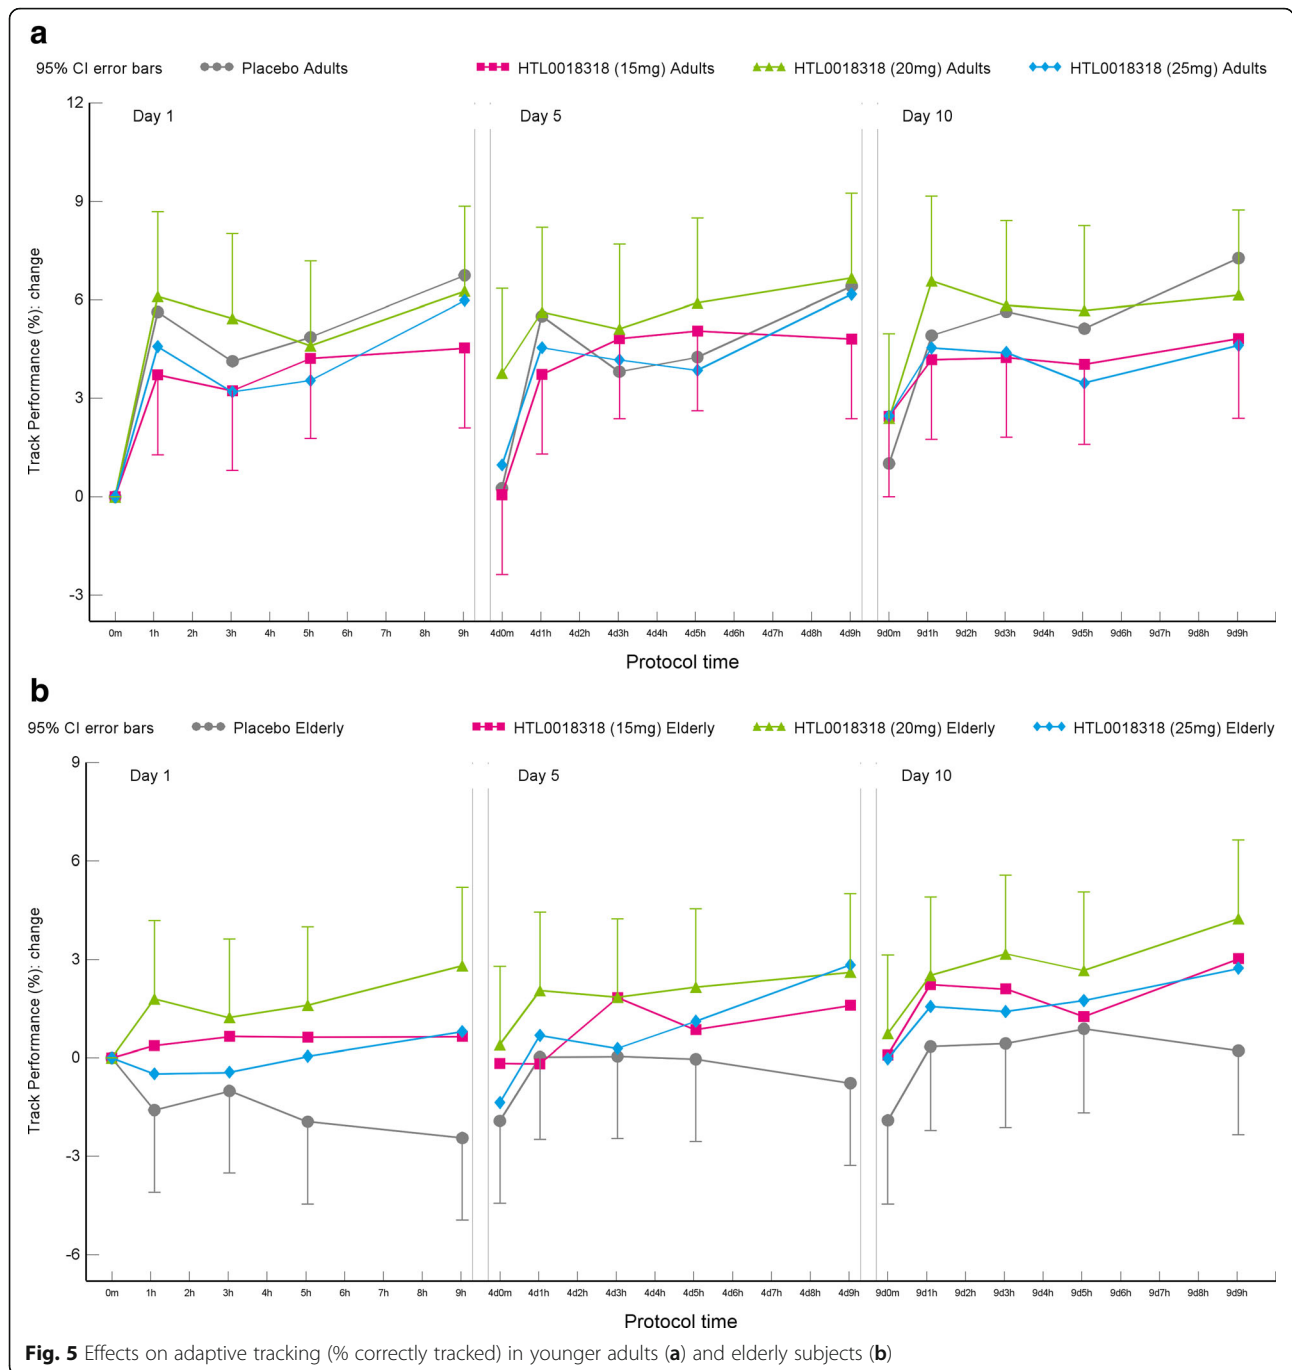 a
95% CI error bars Placebo Adults HTL0018318 (15mg) Adults HTL0018318 (20mg) Adults HTL0018318 (25mg) Adults
Day 1 Day 5 Day 10
Track Performance (%): change
12
9
6
3
0
-3
0m 1h 2h 3h 4h 5h 6h 7h 8h 9h 4d0m 4d1h 4d2h 4d3h 4d4h 4d5h 4d6h 4d7h 4d8h 4d9h 9d0m 9d1h 9d2h 9d3h 9d4h 9d5h 9d6h 9d7h 9d8h 9d9h
Protocol time
b
95% CI error bars Placebo Elderly HTL0018318 (15mg) Elderly HTL0018318 (20mg) Elderly HTL0018318 (25mg) Elderly
Day 1 Day 5 Day 10
Track Performance (%): change
9
6
3
0
-3
-6
0m 1h 2h 3h 4h 5h 6h 7h 8h 9h 4d0m 4d1h 4d2h 4d3h 4d4h 4d5h 4d6h 4d7h 4d8h 4d9h 9d0m 9d1h 9d2h 9d3h 9d4h 9d5h 9d6h 9d7h 9d8h 9d9h
Protocol time
Fig. 5 Effects on adaptive tracking (% correctly tracked) in younger adults (a) and elderly subjects (b)